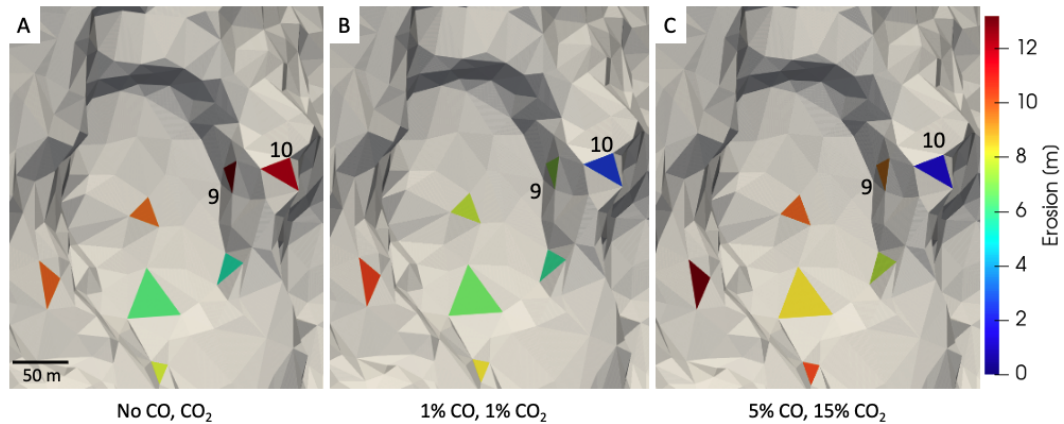 A
B
C
10
9
10
9
10
9
50 m
12
10
8
6
4
2
0
Erosion (m)
No CO, CO₂
1% CO, 1% CO₂
5% CO, 15% CO₂